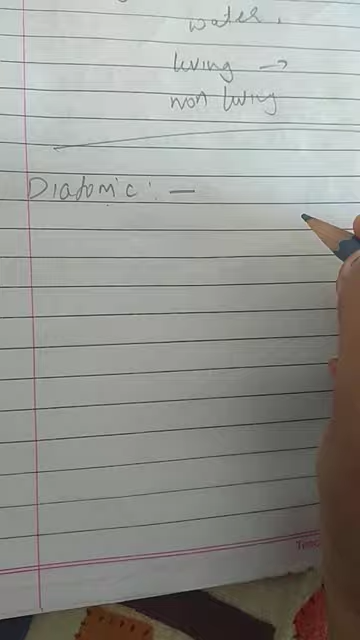 water.
living →
non living
Diatomic : —